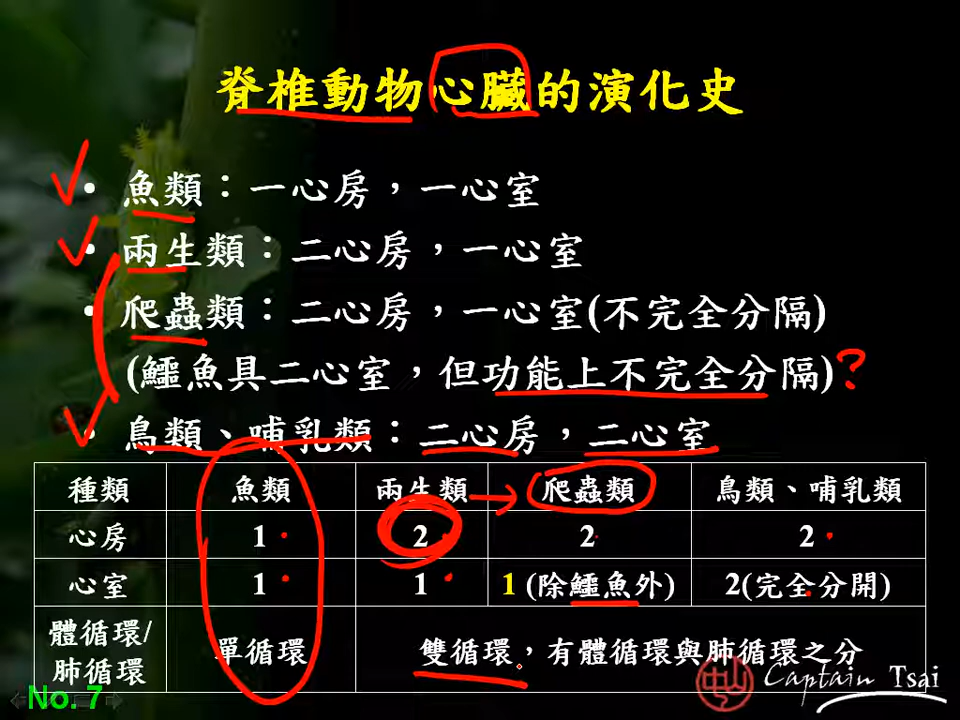 脊椎動物心臟的演化史
• 魚類：一心房，一心室
• 兩生類：二心房，一心室
• 爬蟲類：二心房，一心室(不完全分隔)
(鱷魚具二心室，但功能上不完全分隔)?
• 鳥類、哺乳類：二心房，二心室
種類 魚類 兩生類 爬蟲類 鳥類、哺乳類
心房 1 2 2 2
心室 1 1 1 (除鱷魚外) 2(完全分開)
體循環/
肺循環 單循環 雙循環，有體循環與肺循環之分
No. 7
Captain Tsai